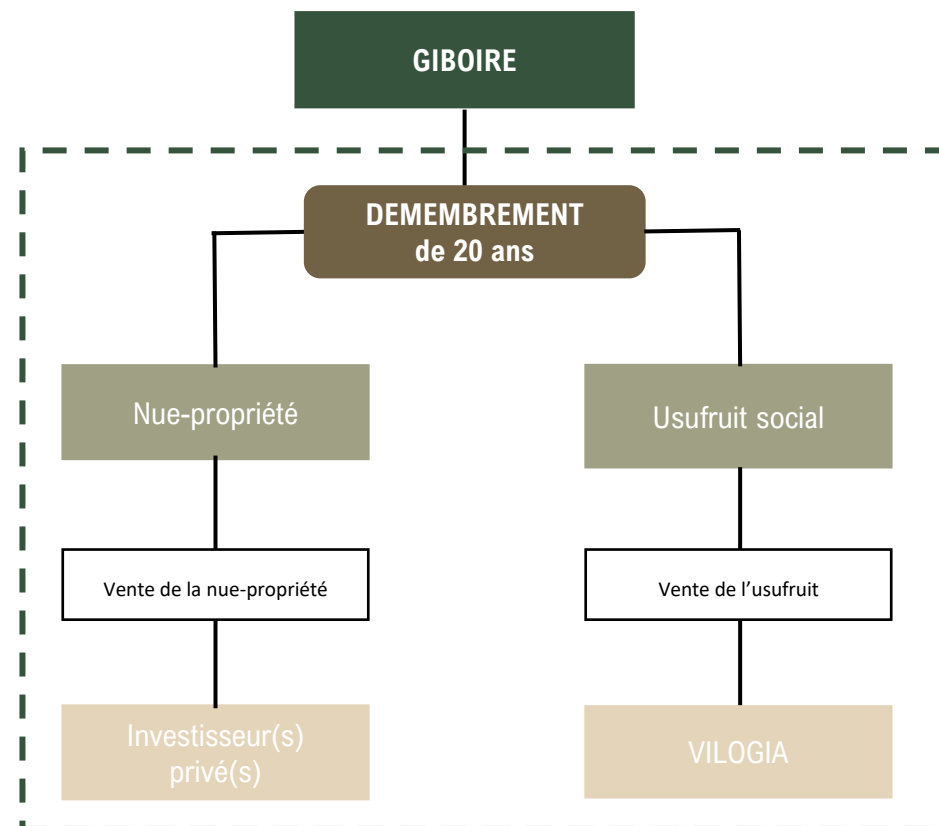 GIBOIRE
DEMEMBREMENT
de 20 ans
Nue-propriété
Usufruit social
Vente de la nue-propriété
Vente de l’usufruit
Investisseur(s)
privé(s)
VILOGIA